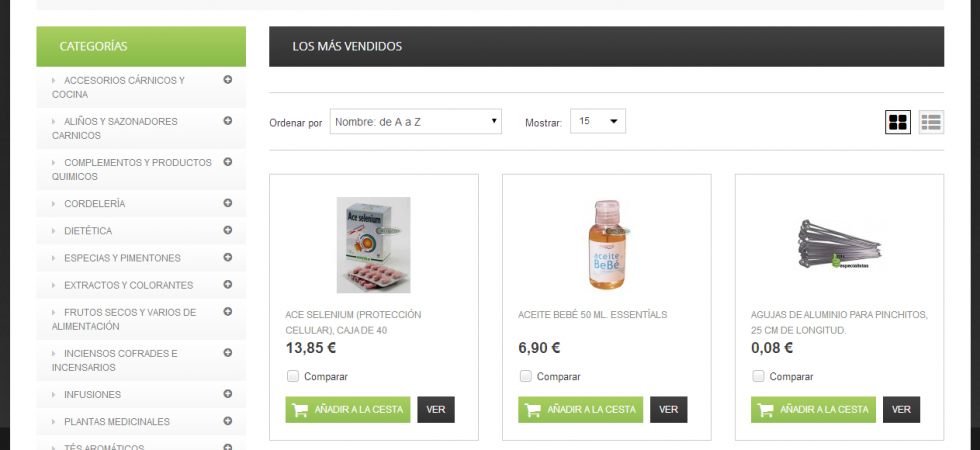 CATEGORÍAS
ACCESORIOS CÁRNICOS Y
COCINA
ALIÑOS Y SAZONADORES
CARNICOS
COMPLEMENTOS Y PRODUCTOS
QUIMICOS
CORDELERÍA
DIETÉTICA
ESPECIAS Y PIMENTONES
EXTRACTOS Y COLORANTES
FRUTOS SECOS Y VARIOS DE
ALIMENTACIÓN
INCIENSOS COFRADES E
INCENSARIOS
INFUSIONES
PLANTAS MEDICINALES
TÉS AROMÁTICOS
LOS MÁS VENDIDOS
Ordenar por
Nombre: de A a Z
Mostrar:
15
Ace selenium
ACE SELENIUM (PROTECCIÓN
CELULAR), CAJA DE 40
13,85 €
Comparar
AÑADIR A LA CESTA
VER
aceite
BeBé
ACEITE BEBÉ 50 ML. ESSENTÍALS
6,90 €
Comparar
AÑADIR A LA CESTA
VER
especialistas
AGUJAS DE ALUMINIO PARA PINCHITOS,
25 CM DE LONGITUD.
0,08 €
Comparar
AÑADIR A LA CESTA
VER